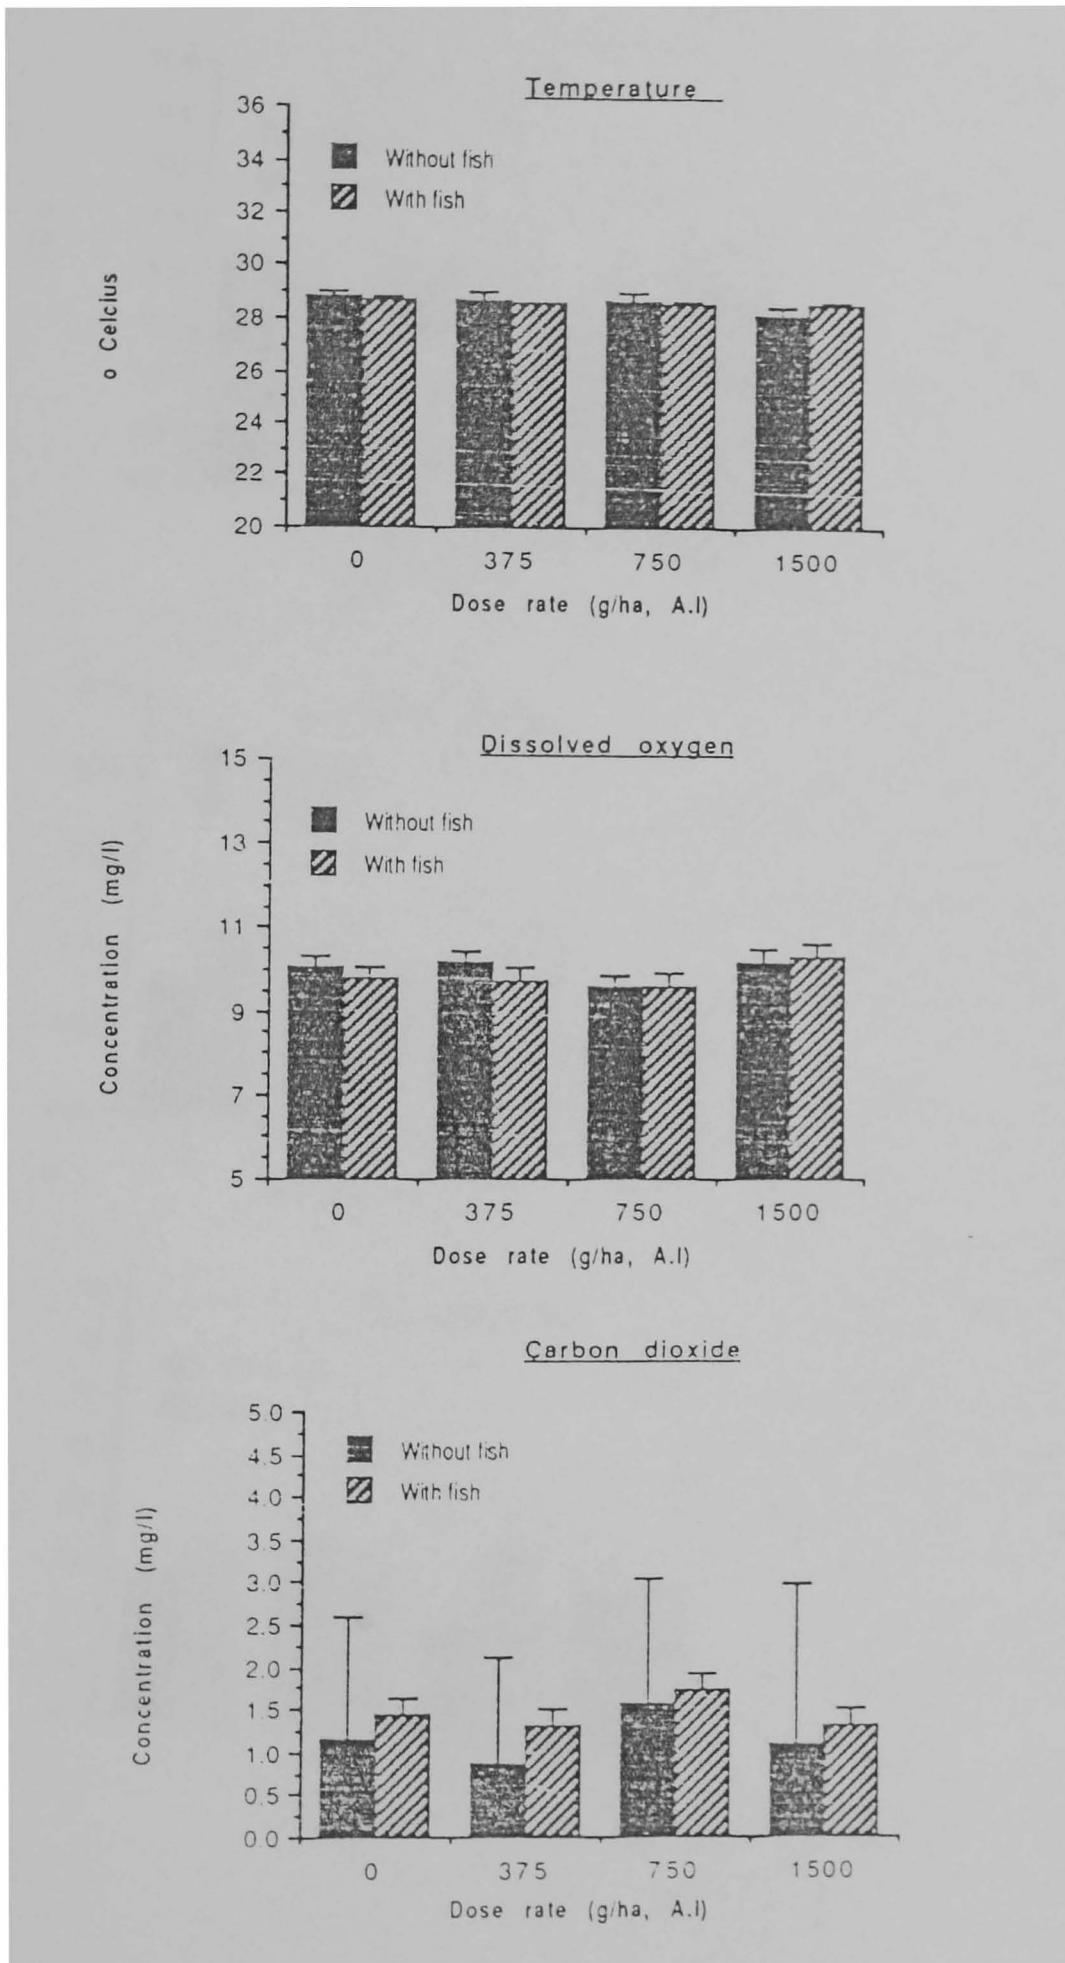 Temperature
36
34
32
30
28
26
24
22
20
Without fish
With fish
o Celcius
0 375 750 1500
Dose rate (g/ha, A.I)
Dissolved oxygen
15
13
11
9
7
5
Without fish
With fish
Concentration (mg/l)
0 375 750 1500
Dose rate (g/ha, A.I)
Carbon dioxide
5.0
4.5
4.0
3.5
3.0
2.5
2.0
1.5
1.0
0.5
0.0
Without fish
With fish
Concentration (mg/l)
0 375 750 1500
Dose rate (g/ha, A.I)